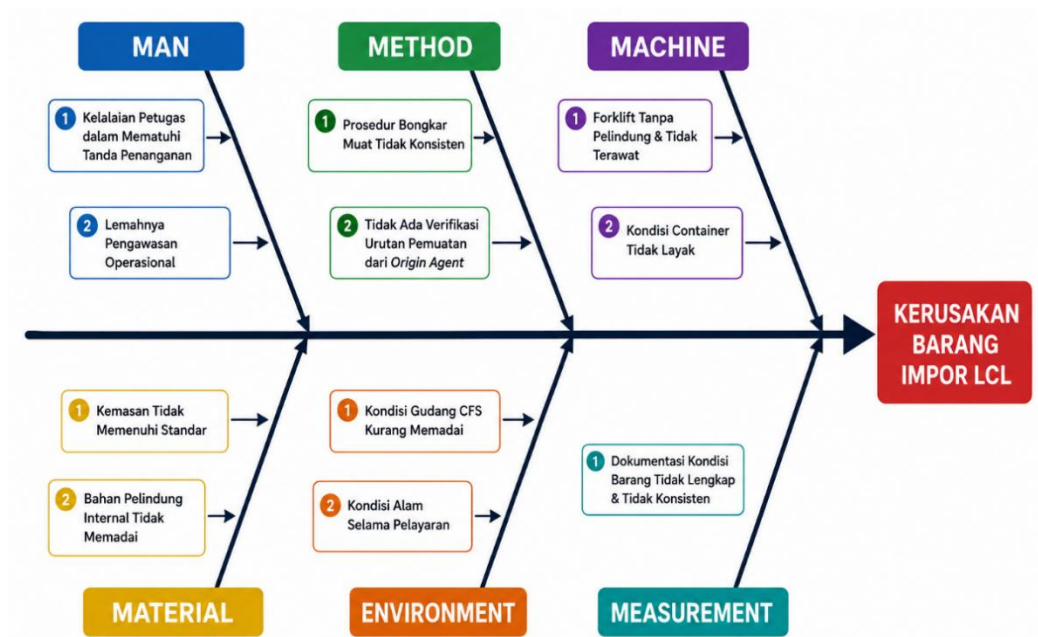 MAN
METHOD
MACHINE
1 Kelalaian Petugas
dalam Mematuhi
Tanda Penanganan
1 Prosedur Bongkar
Muat Tidak Konsisten
1 Forklift Tanpa
Pelindung & Tidak
Terawat
2 Lemahnya
Pengawasan
Operasional
2 Tidak Ada Verifikasi
Urutan Pemuatan
dari Origin Agent
2 Kondisi Container
Tidak Layak
KERUSAKAN
BARANG
IMPOR LCL
1 Kemasan Tidak
Memenuhi Standar
1 Kondisi Gudang CFS
Kurang Memadai
1 Dokumentasi Kondisi
Barang Tidak Lengkap
& Tidak Konsisten
2 Bahan Pelindung
Internal Tidak
Memadai
2 Kondisi Alam
Selama Pelayaran
MATERIAL
ENVIRONMENT
MEASUREMENT